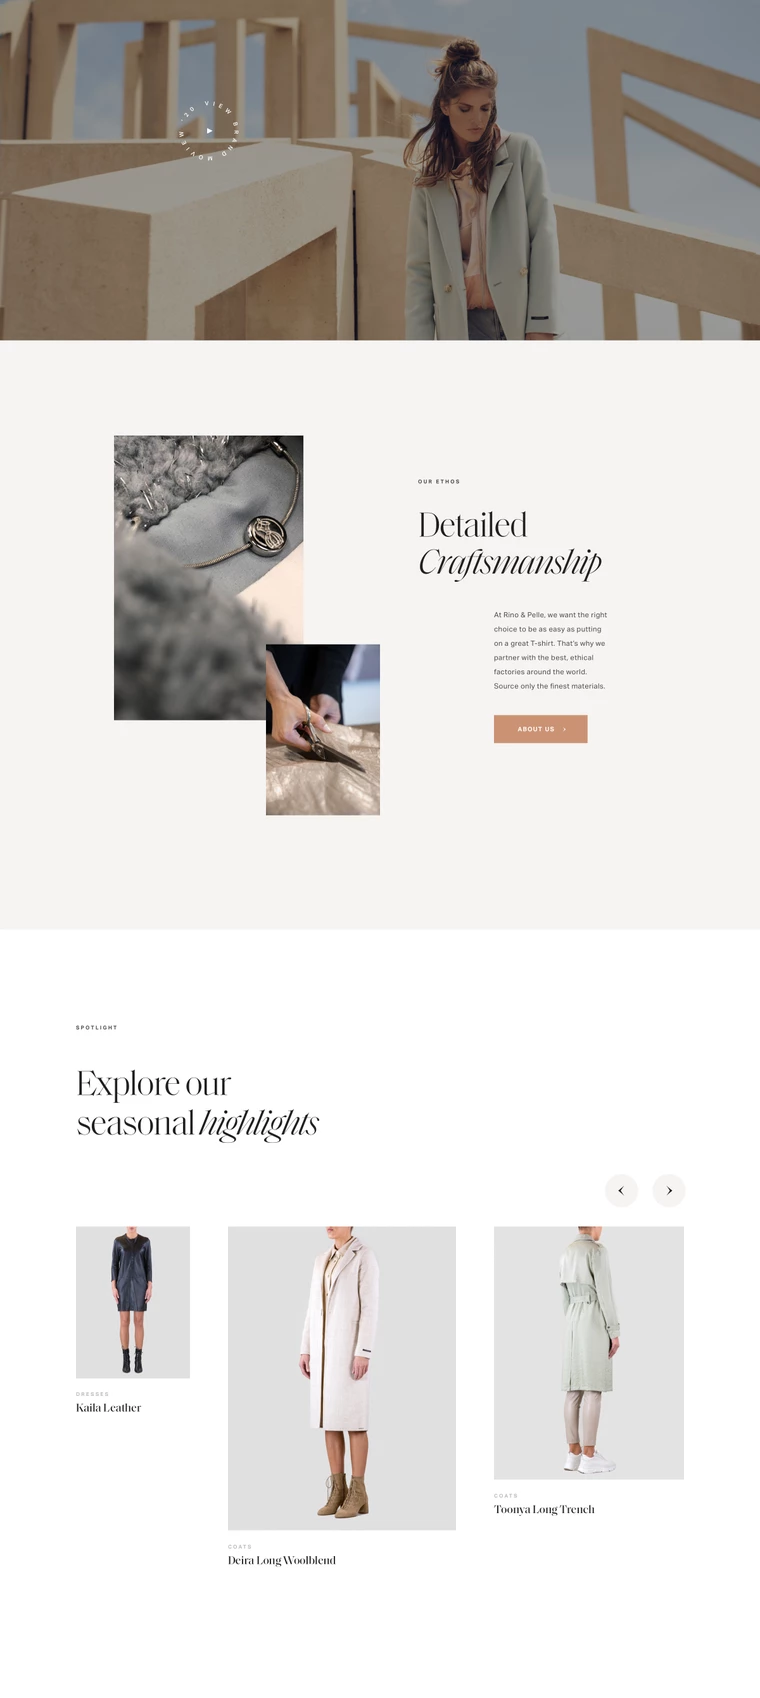 VIEW BRAND MOVIEW '20
OUR ETHOS
Detailed
Craftsmanship
At Rino & Pelle, we want the right
choice to be as easy as putting
on a great T-shirt. That's why we
partner with the best, ethical
factories around the world.
Source only the finest materials.
ABOUT US ›
SPOTLIGHT
Explore our
seasonal highlights
DRESSES
Kaila Leather
COATS
Toonya Long Trench
COATS
Deira Long Woolblend